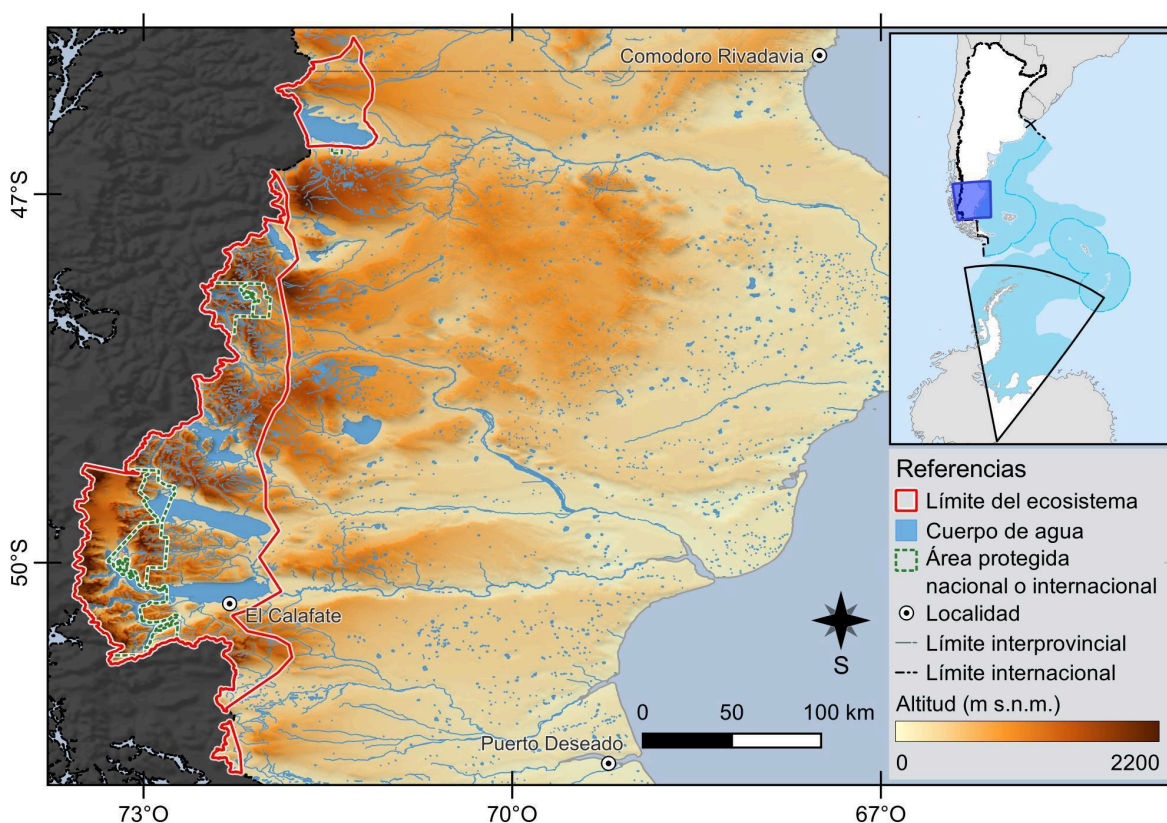 Comodoro Rivadavia
47°S
50°S
El Calafate
Puerto Deseado
S
0 50 100 km
73°O 70°O 67°O
Referencias
Límite del ecosistema
Cuerpo de agua
Área protegida
nacional o internacional
Localidad
Límite interprovincial
Límite internacional
Altitud (m s.n.m.)
0 2200